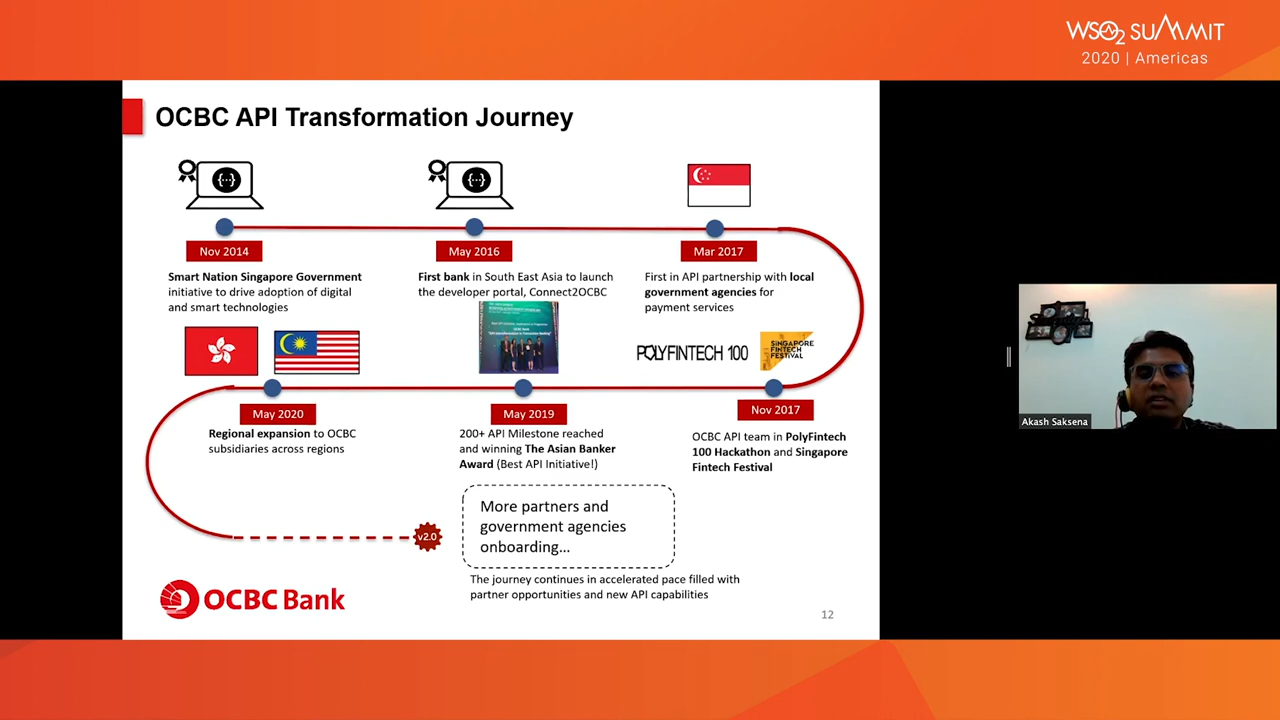 WSO2 SUMMIT
2020 | Americas
OCBC API Transformation Journey
Nov 2014
Smart Nation Singapore Government
initiative to drive adoption of digital
and smart technologies
May 2016
First bank in South East Asia to launch
the developer portal, Connect2OCBC
Mar 2017
First in API partnership with local
government agencies for
payment services
POLYFINTECH 100
SINGAPORE
FINTECH
FESTIVAL
Nov 2017
OCBC API team in PolyFintech
100 Hackathon and Singapore
Fintech Festival
May 2019
200+ API Milestone reached
and winning The Asian Banker
Award (Best API Initiative!)
May 2020
Regional expansion to OCBC
subsidiaries across regions
v2.0
More partners and
government agencies
onboarding...
The journey continues in accelerated pace filled with
partner opportunities and new API capabilities
OCBC Bank
12
Akash Saksena